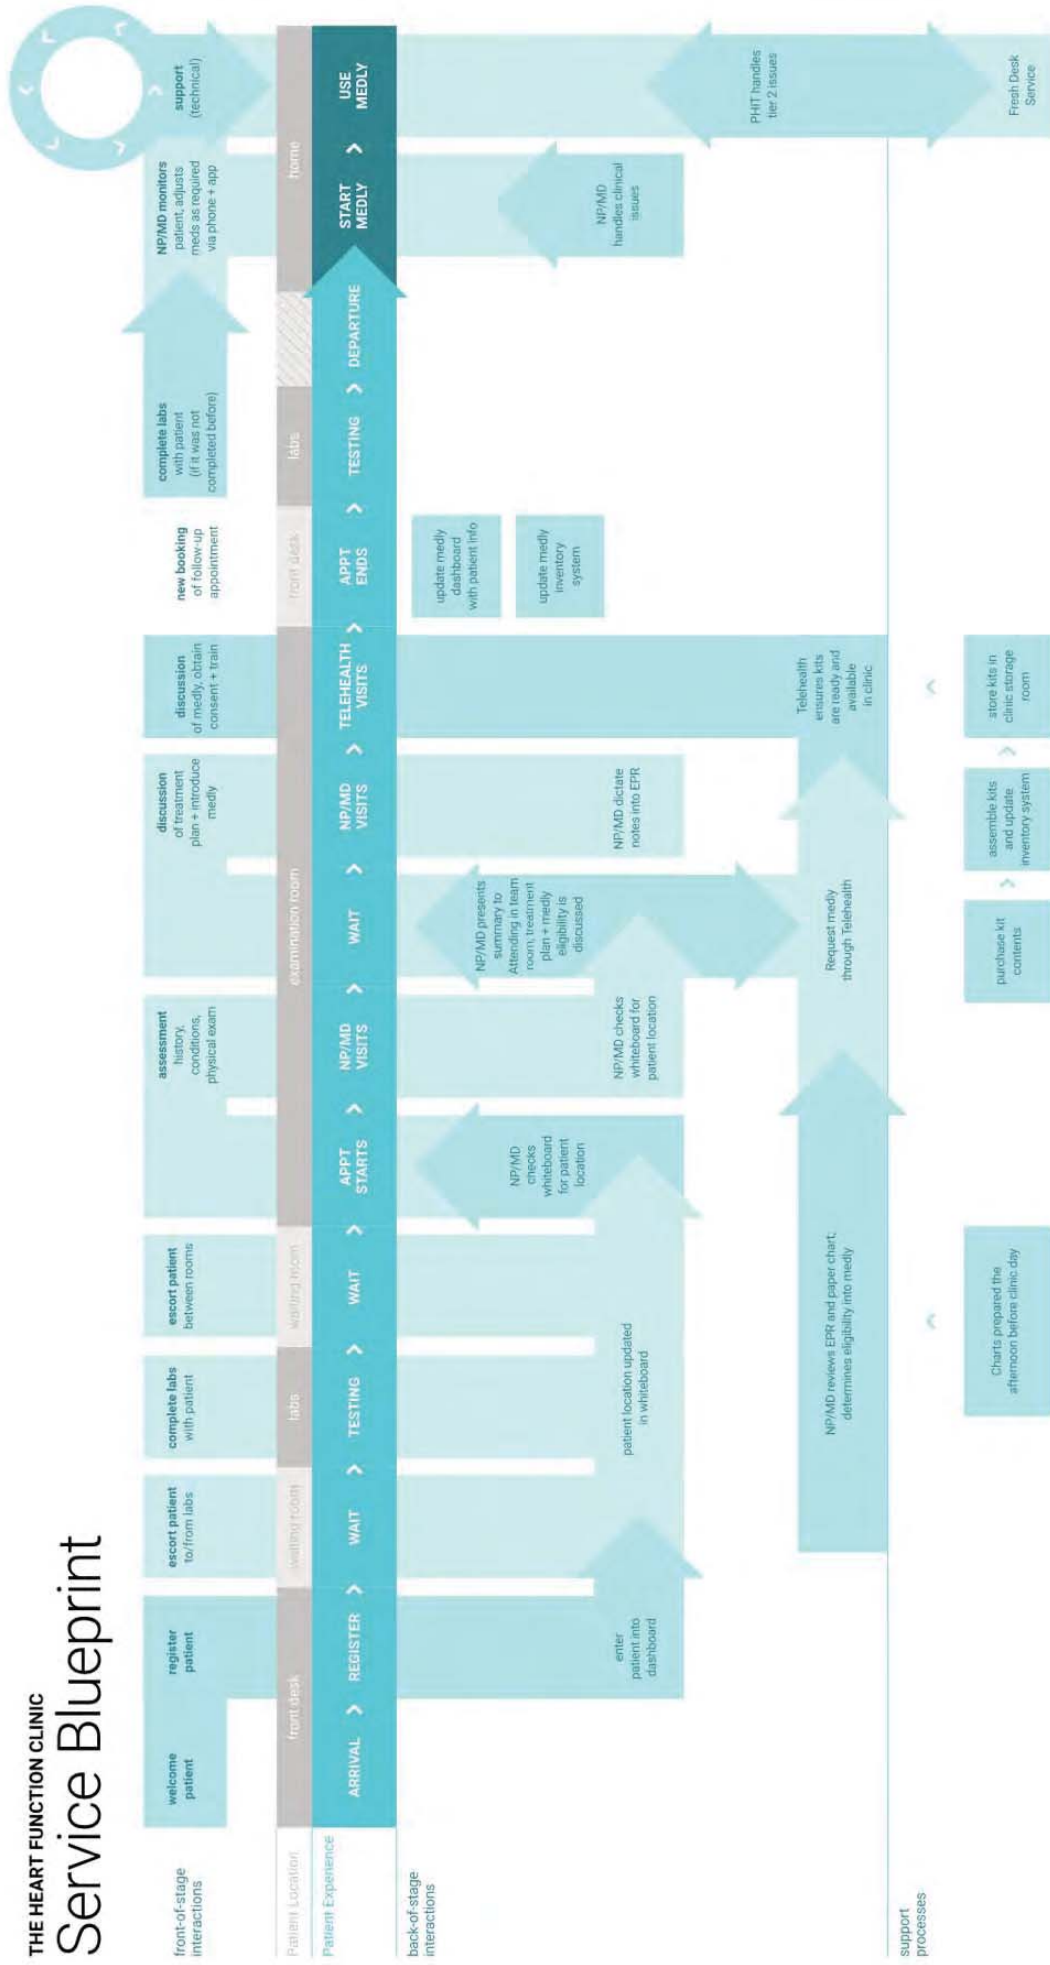 THE HEART FUNCTION CLINIC
Service Blueprint
front-of-stage
interactions
welcome
patient
register
patient
escort patient
to/from labs
complete labs
with patient
escort patient
between rooms
assessment
history,
conditions,
physical exam
discussion
of treatment
plan + introduce
medly
discussion
of medly, obtain
consent + train
new booking
of follow-up
appointment
complete labs
with patient
(if it was not
completed before)
NP/MD monitors
patient, adjusts
meds as required
via phone + app
support
(technical)
Patient Location
front desk
waiting room
labs
waiting room
examination room
front desk
labs
home
Patient Experience
ARRIVAL
REGISTER
WAIT
TESTING
WAIT
APPT
STARTS
NP/MD
VISITS
WAIT
NP/MD
VISITS
TELEHEALTH
VISITS
APPT
ENDS
TESTING
DEPARTURE
START
MEDLY
USE
MEDLY
back-of-stage
interactions
enter
patient into
dashboard
patient location updated
in whiteboard
NP/MD
checks
whiteboard
for patient
location
NP/MD checks
whiteboard for
patient location
NP/MD presents
summary to
Attending in team
room, treatment
plan + medly
eligibility is
discussed
NP/MD dictate
notes into EPR
update medly
dashboard
with patient info
update medly
inventory
system
NP/MD
handles clinical
issues
PHIT handles
tier 2 issues
NP/MD reviews EPR and paper chart;
determines eligibility into medly
Request medly
through Telehealth
Telehealth
ensures kits
are ready and
available
in clinic
support
processes
Charts prepared the
afternoon before clinic day
purchase kit
contents
assemble kits
and update
inventory system
store kits in
clinic storage
room
Fresh Desk
Service